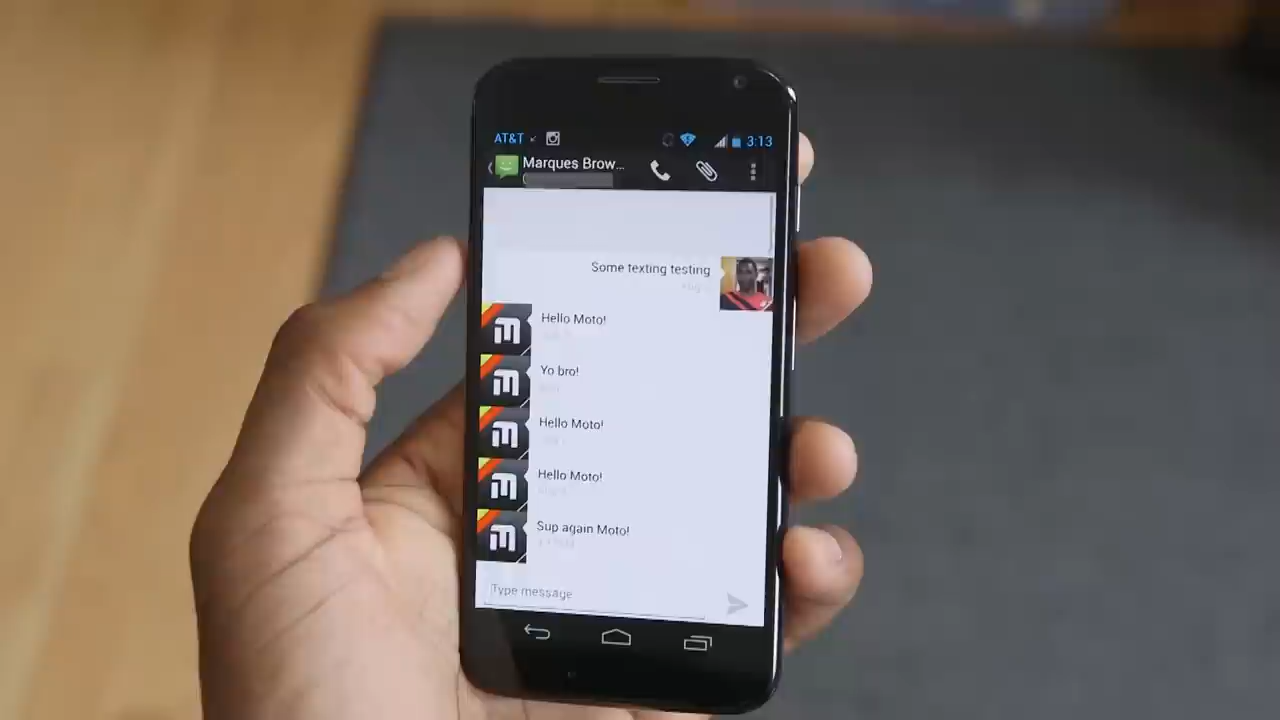 AT&T
3:13
Marques Brow...
Some texting testing
Hello Moto!
Yo bro!
Hello Moto!
Hello Moto!
Sup again Moto!
Type message